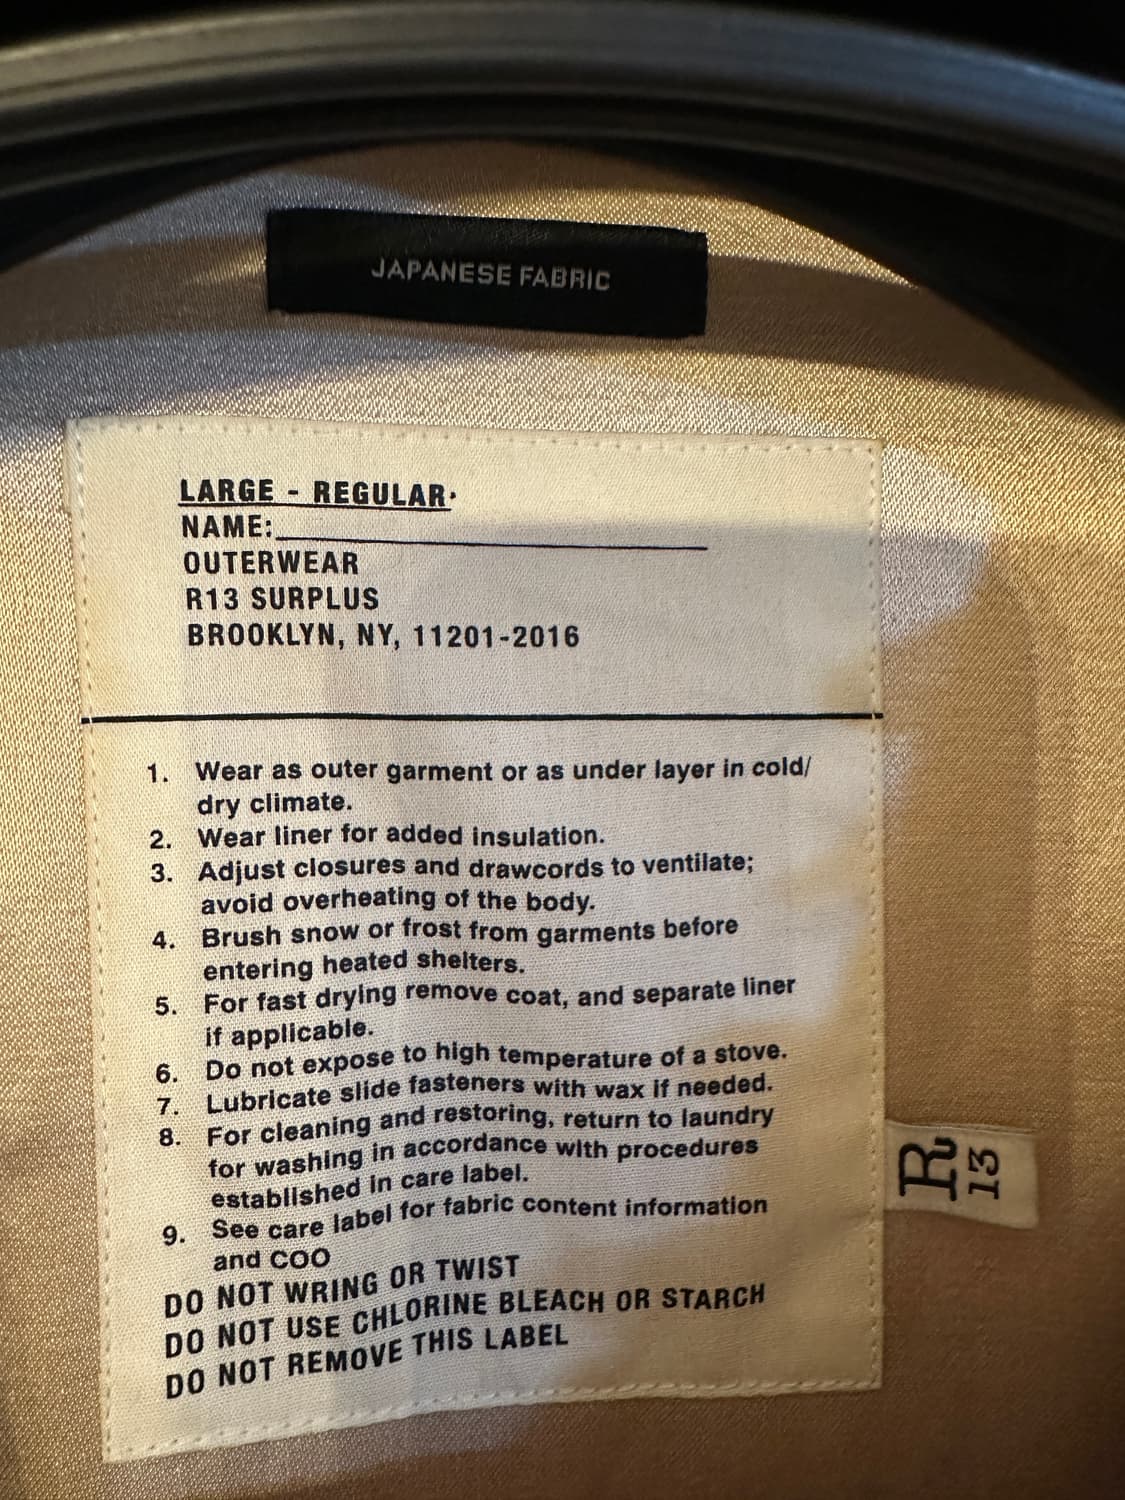 JAPANESE FABRIC
LARGE - REGULAR·
NAME:
OUTERWEAR
R13 SURPLUS
BROOKLYN, NY, 11201-2016
1. Wear as outer garment or as under layer in cold/
dry climate.
2. Wear liner for added insulation.
3. Adjust closures and drawcords to ventilate;
avoid overheating of the body.
4. Brush snow or frost from garments before
entering heated shelters.
5. For fast drying remove coat, and separate liner
if applicable.
6. Do not expose to high temperature of a stove.
7. Lubricate slide fasteners with wax if needed.
8. For cleaning and restoring, return to laundry
for washing in accordance with procedures
established in care label.
9. See care label for fabric content information
and COO
DO NOT WRING OR TWIST
DO NOT USE CHLORINE BLEACH OR STARCH
DO NOT REMOVE THIS LABEL
R
13